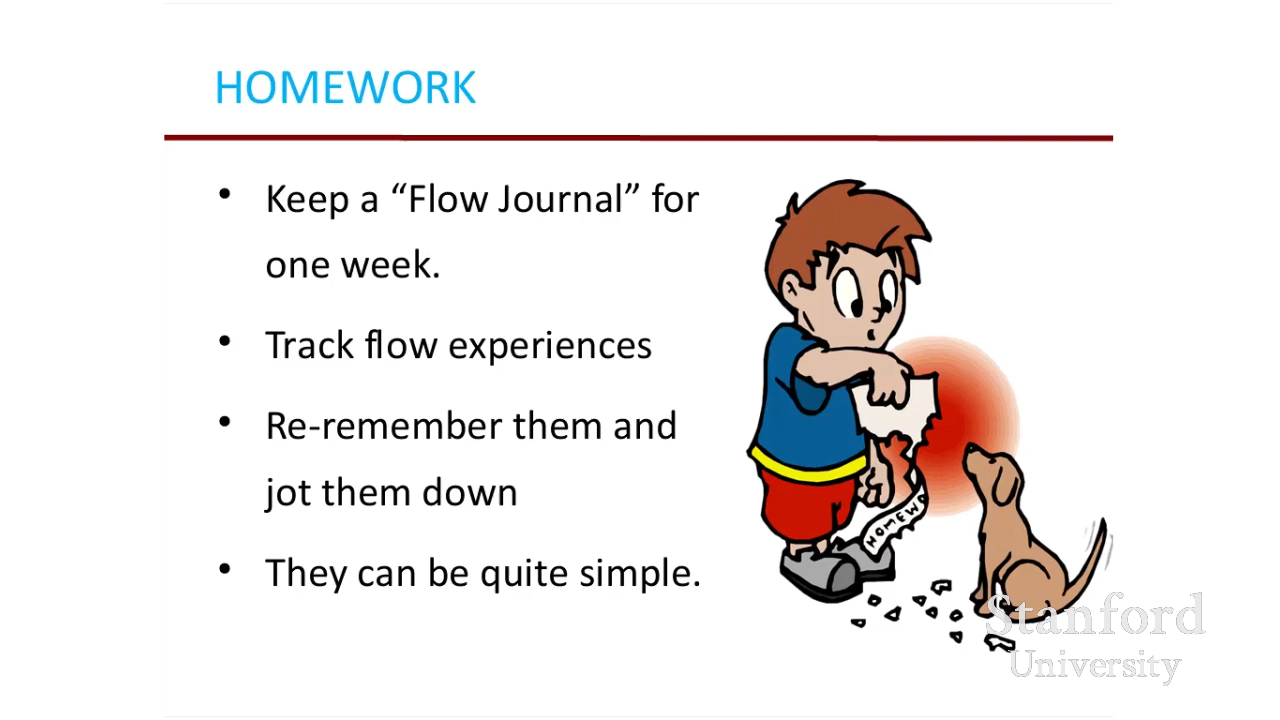 HOMEWORK
• Keep a “Flow Journal” for
one week.
• Track flow experiences
• Re-remember them and
jot them down
• They can be quite simple.
HOMEW
Stanford
University